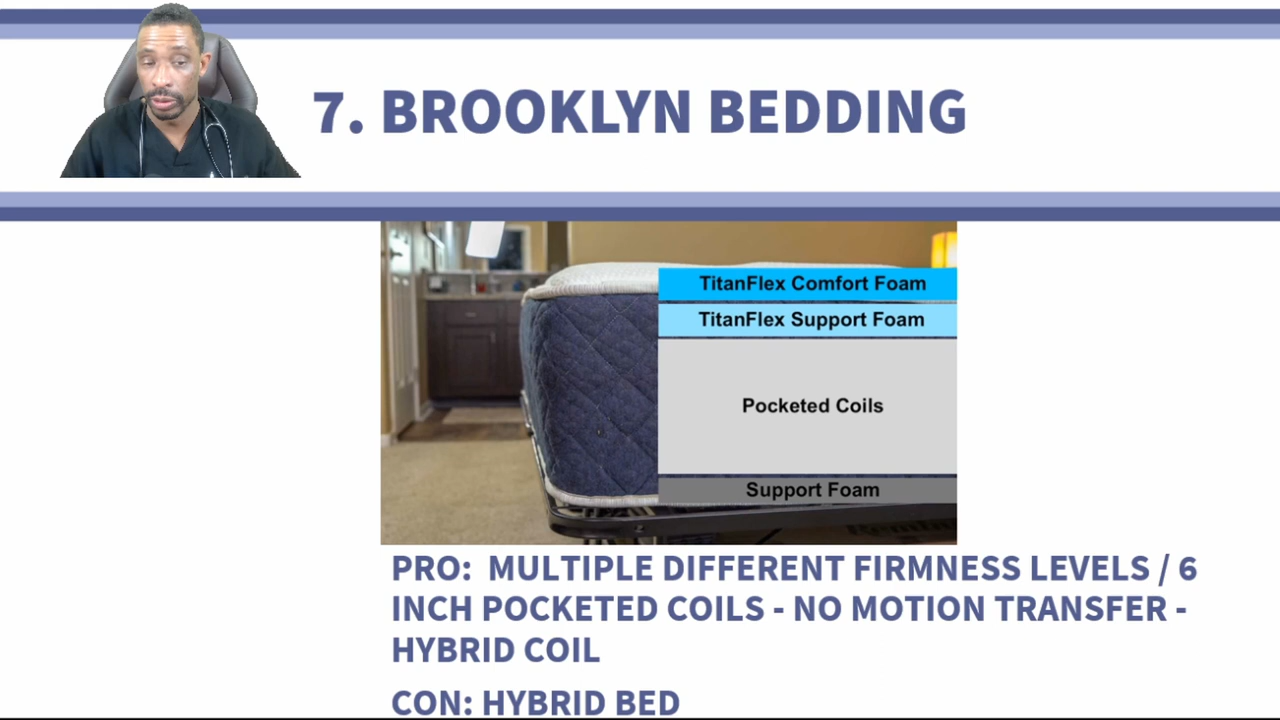 7. BROOKLYN BEDDING
TitanFlex Comfort Foam
TitanFlex Support Foam
Pocketed Coils
Support Foam
PRO:  MULTIPLE DIFFERENT FIRMNESS LEVELS / 6
INCH POCKETED COILS - NO MOTION TRANSFER -
HYBRID COIL
CON: HYBRID BED